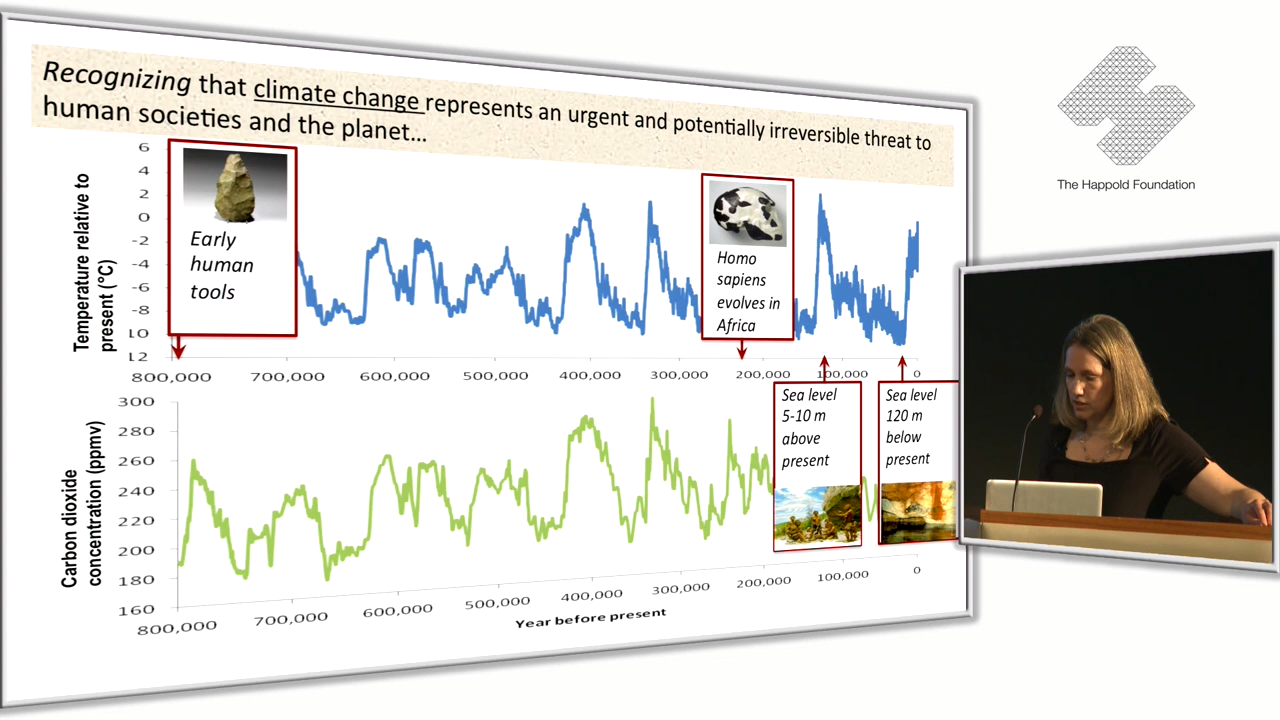 Recognizing that climate change represents an urgent and potentially irreversible threat to
human societies and the planet...
The Happold Foundation
Temperature relative to
present (°C)
6
4
2
0
-2
-4
-6
-8
10
12
Early
human
tools
Homo
sapiens
evolves in
Africa
800,000 700,000 600,000 500,000 400,000 300,000 200,000 100,000 0
Carbon dioxide
concentration (ppmv)
300
280
260
240
220
200
180
160
Sea level
5-10 m
above
present
Sea level
120 m
below
present
800,000 700,000 600,000 500,000 400,000 300,000 200,000 100,000 0
Year before present